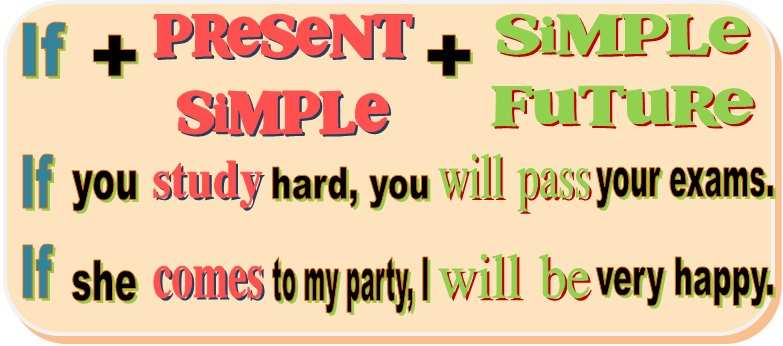 If + PReSeNT + SiMPLe
SiMPLe FuTuRe
If you study hard, you will pass your exams.
If she comes to my party, I will be very happy.